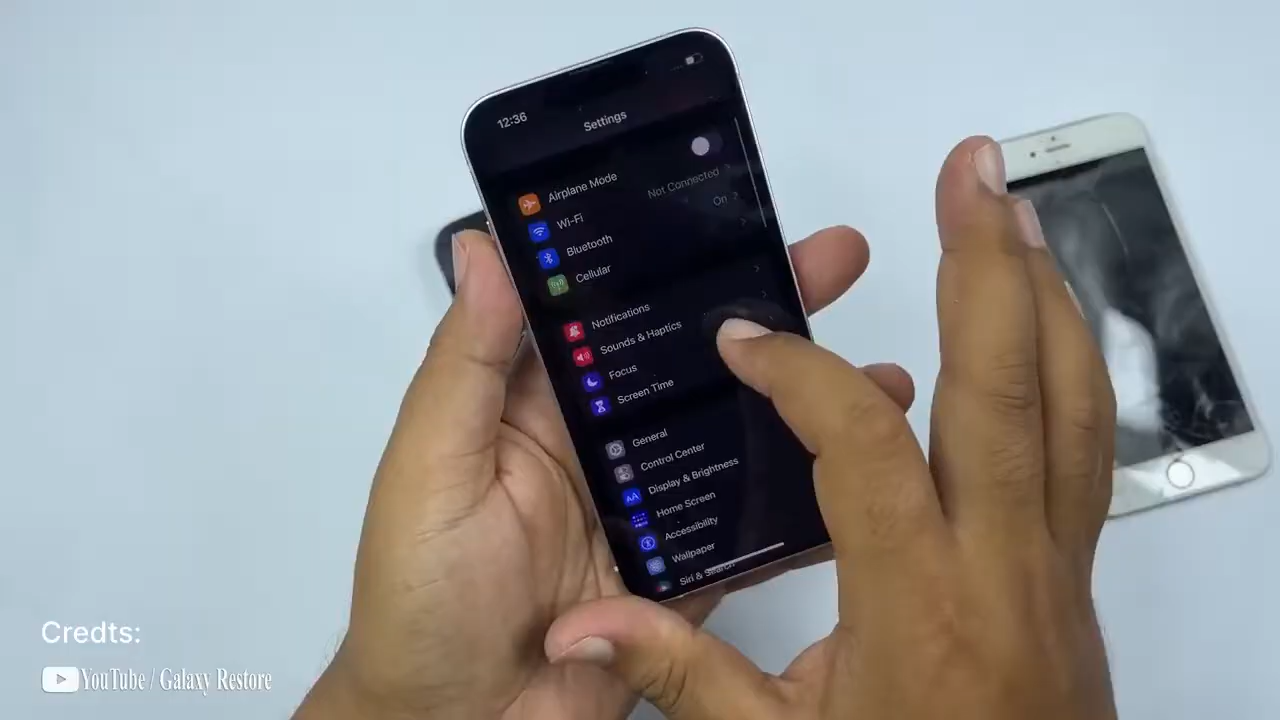 12:36
Settings
Airplane Mode
Wi-Fi Not Connected
Bluetooth On
Cellular
Notifications
Sounds & Haptics
Focus
Screen Time
General
Control Center
Display & Brightness
AA
Home Screen
Accessibility
Wallpaper
Siri & Search
Credts:
YouTube / Galaxy Restore